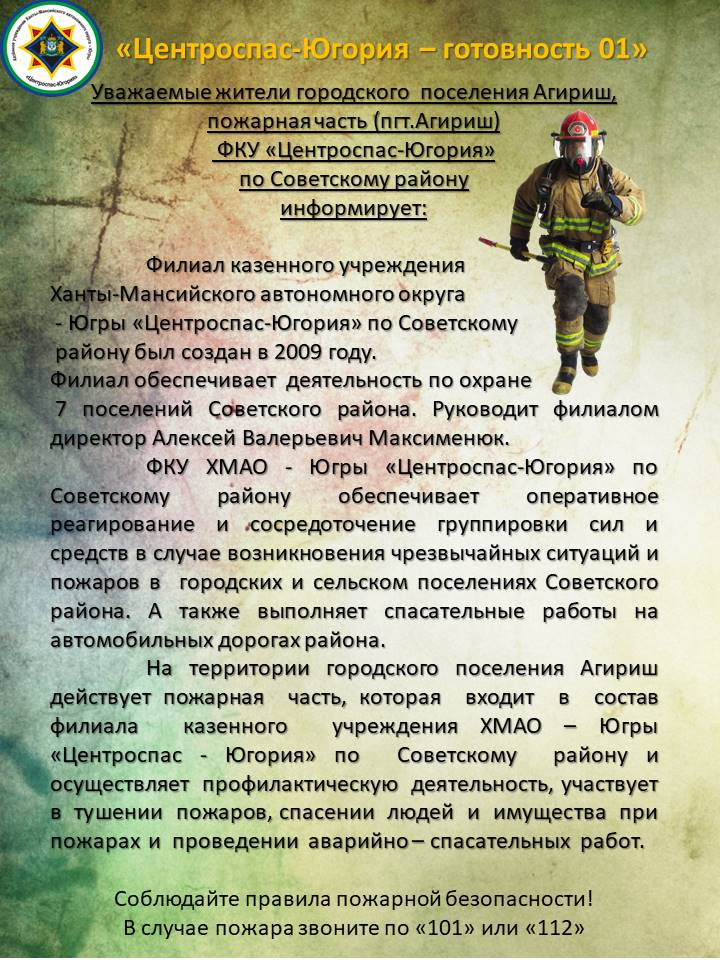 «Центроспас-Югория – готовность 01»
Уважаемые жители городского поселения Агириш,
пожарная часть (пгт.Агириш)
ФКУ «Центроспас-Югория»
по Советскому району
информирует:
Филиал казенного учреждения
Ханты-Мансийского автономного округа
- Югры «Центроспас-Югория» по Советскому
району был создан в 2009 году.
Филиал обеспечивает деятельность по охране
7 поселений Советского района. Руководит филиалом
директор Алексей Валерьевич Максименюк.
ФКУ ХМАО - Югры «Центроспас-Югория» по
Советскому району обеспечивает оперативное
реагирование и сосредоточение группировки сил и
средств в случае возникновения чрезвычайных ситуаций и
пожаров в городских и сельском поселениях Советского
района. А также выполняет спасательные работы на
автомобильных дорогах района.
На территории городского поселения Агириш
действует пожарная часть, которая входит в состав
филиала казенного учреждения ХМАО – Югры
«Центроспас - Югория» по Советскому району и
осуществляет профилактическую деятельность, участвует
в тушении пожаров, спасении людей и имущества при
пожарах и проведении аварийно – спасательных работ.
Соблюдайте правила пожарной безопасности!
В случае пожара звоните по «101» или «112»